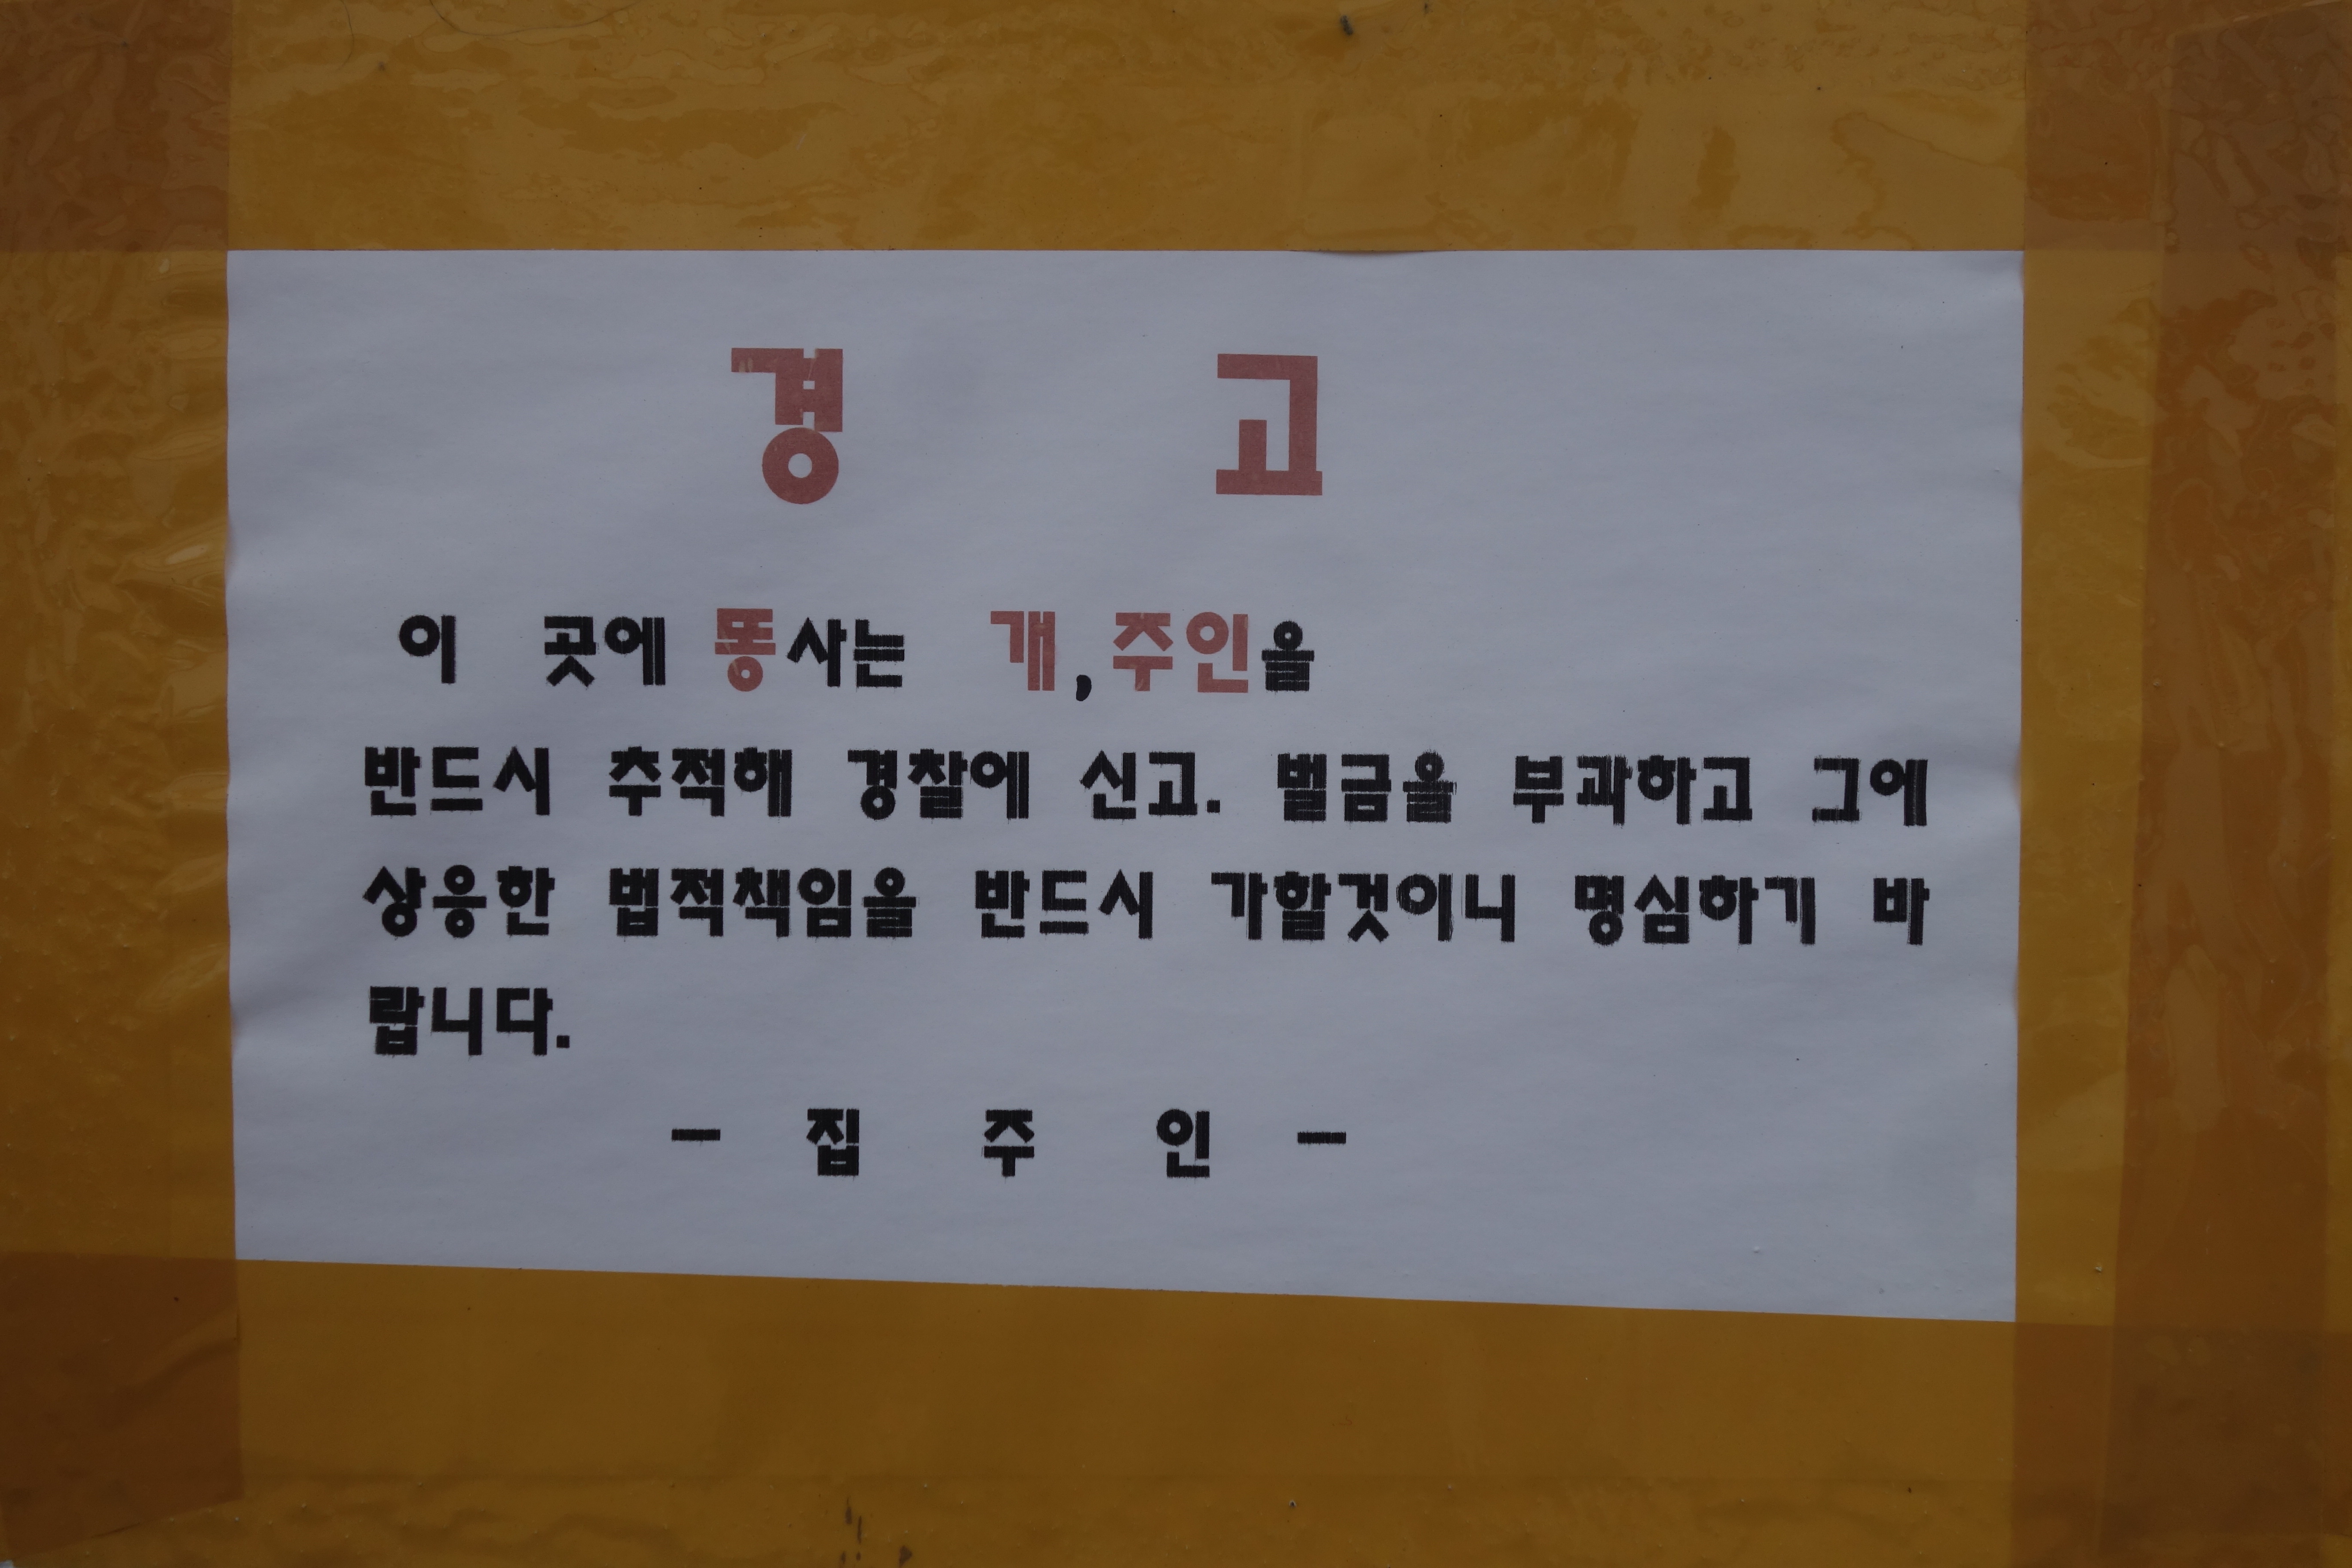 경 고
이 곳에 똥사는 개,주인을
반드시 추적해 경찰에 신고. 벌금을 부과하고 그에
상응한 법적책임을 반드시 가할것이니 명심하기 바
랍니다.
- 집 주 인 -